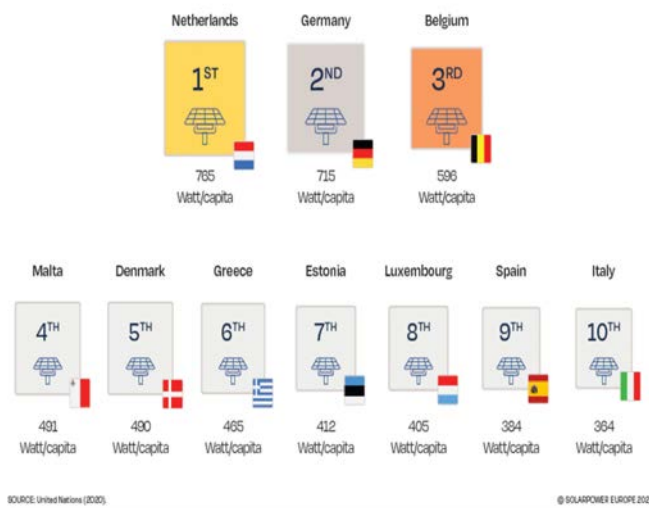 Netherlands Germany Belgium
1ST 2ND 3RD
765 715 596
Watt/capita Watt/capita Watt/capita
Malta Denmark Greece Estonia Luxembourg Spain Italy
4TH 5TH 6TH 7TH 8TH 9TH 10TH
491 490 465 412 405 384 364
Watt/capita Watt/capita Watt/capita Watt/capita Watt/capita Watt/capita Watt/capita
SOURCE: United Nations (2020). © SOLARPOWER EUROPE 202